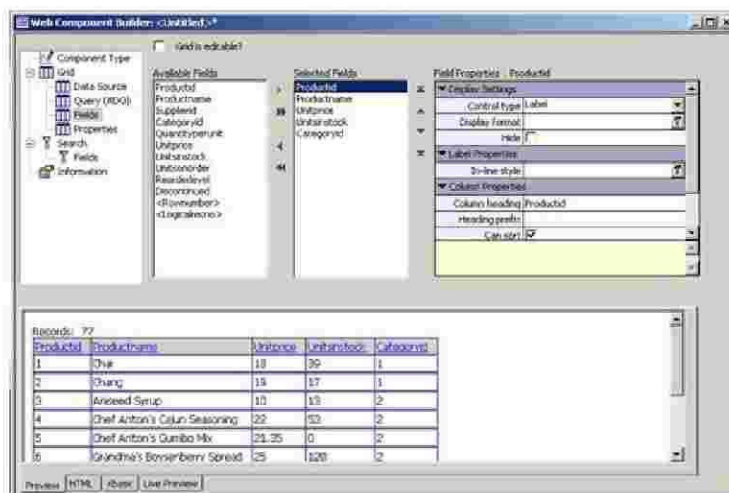 Web Component Builder: <Untitled>*
Component Type
Grid
Data Source
Query (XDQ)
Fields
Properties
Search
Fields
Information
Grid is editable?
Available Fields
Productid
Productname
Supplierid
Categoryid
Quantityperunit
Unitprice
Unitsinstock
Unitsonorder
Reorderlevel
Discontinued
<Rownumber>
<Logicalrecno>
Selected Fields
Productid
Productname
Unitprice
Unitsinstock
Categoryid
Field Properties : Productid
Display Settings
Control type Label
Display format
Hide
Label Properties
In-line style
Column Properties
Column heading Productid
Heading prefix
Can sort
Records: 77
Productid Productname Unitprice Unitsinstock Categoryid
1 Chai 18 39 1
2 Chang 19 17 1
3 Aniseed Syrup 10 13 2
4 Chef Anton's Cajun Seasoning 22 53 2
5 Chef Anton's Gumbo Mix 21.35 0 2
6 Grandma's Boysenberry Spread 25 120 2
Preview HTML Xbasic Live Preview